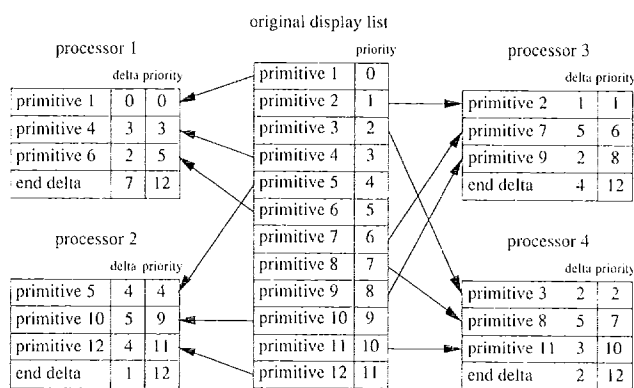 original display list
processor 1
delta priority
primitive 1 0 0
primitive 4 3 3
primitive 6 2 5
end delta 7 12
processor 2
delta priority
primitive 5 4 4
primitive 10 5 9
primitive 12 4 11
end delta 1 12
priority
primitive 1 0
primitive 2 1
primitive 3 2
primitive 4 3
primitive 5 4
primitive 6 5
primitive 7 6
primitive 8 7
primitive 9 8
primitive 10 9
primitive 11 10
primitive 12 11
processor 3
delta priority
primitive 2 1 1
primitive 7 5 6
primitive 9 2 8
end delta 4 12
processor 4
delta priority
primitive 3 2 2
primitive 8 5 7
primitive 11 3 10
end delta 2 12